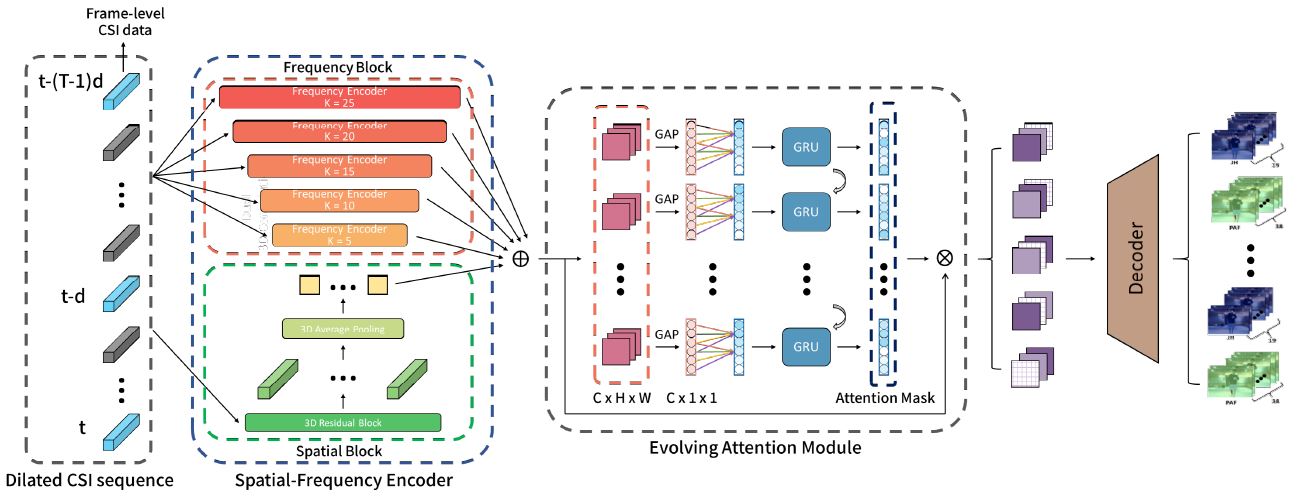 Frame-level
CSI data
t-(T-1)d
t-d
t
Dilated CSI sequence
Frequency Block
Frequency Encoder
K = 25
Frequency Encoder
K = 20
Frequency Encoder
K = 15
Frequency Encoder
K = 10
Frequency Encoder
K = 5
3D Average Pooling
3D Residual Block
Spatial Block
Spatial-Frequency Encoder
GAP
GRU
GAP
GRU
GAP
GRU
C x H x W
C x 1 x 1
Attention Mask
Evolving Attention Module
Decoder
JH
19
PAF
38
JH
19
PAF
38